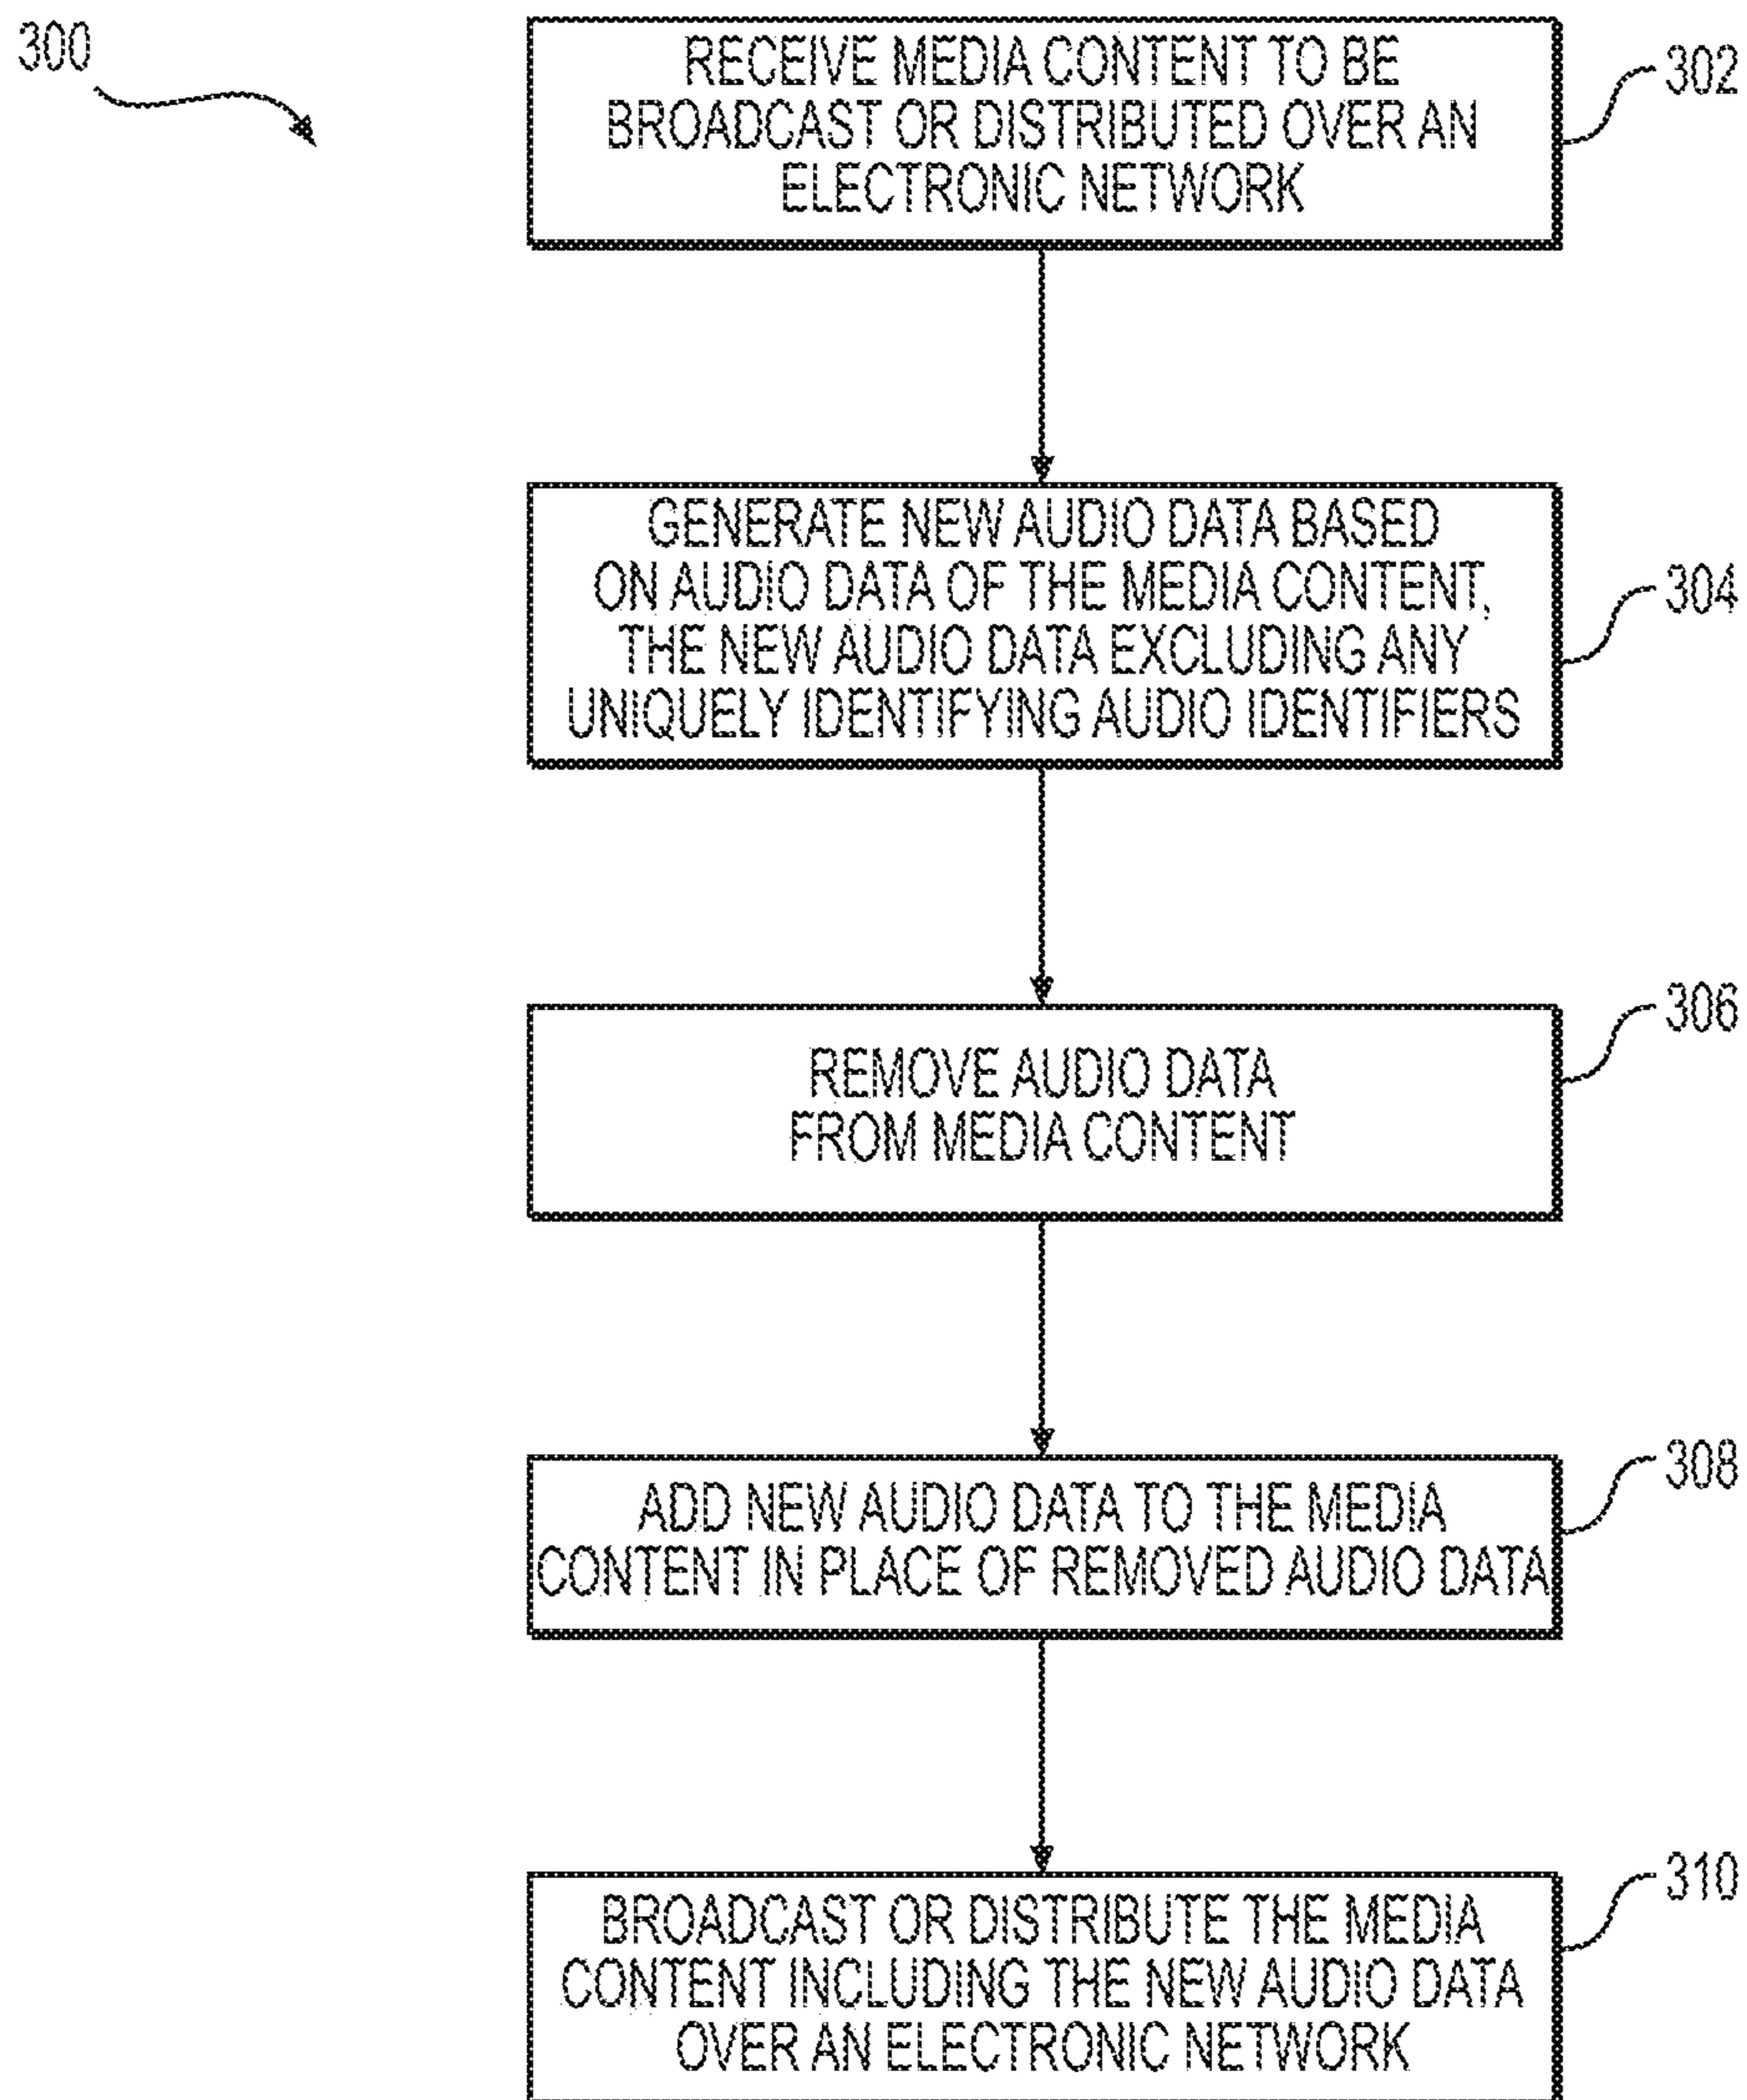 300
RECEIVE MEDIA CONTENT TO BE
BROADCAST OR DISTRIBUTED OVER AN
ELECTRONIC NETWORK
302
GENERATE NEW AUDIO DATA BASED
ON AUDIO DATA OF THE MEDIA CONTENT,
THE NEW AUDIO DATA EXCLUDING ANY
UNIQUELY IDENTIFYING AUDIO IDENTIFIERS
304
REMOVE AUDIO DATA
FROM MEDIA CONTENT
306
ADD NEW AUDIO DATA TO THE MEDIA
CONTENT IN PLACE OF REMOVED AUDIO DATA
308
BROADCAST OR DISTRIBUTE THE MEDIA
CONTENT INCLUDING THE NEW AUDIO DATA
OVER AN ELECTRONIC NETWORK
310